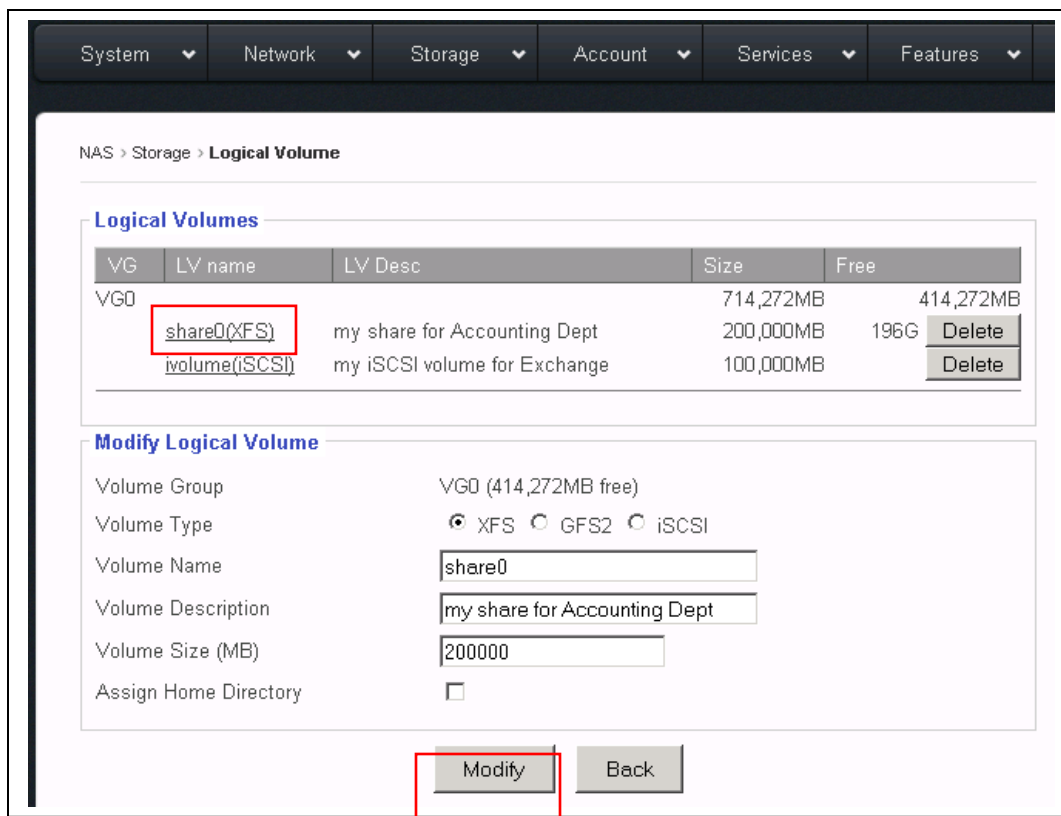 System Network Storage Account Services Features
NAS > Storage > Logical Volume
Logical Volumes
VG LV name LV Desc Size Free
VG0 714,272MB 414,272MB
share0(XFS) my share for Accounting Dept 200,000MB 196G Delete
ivolume(iSCSI) my iSCSI volume for Exchange 100,000MB Delete
Modify Logical Volume
Volume Group VG0 (414,272MB free)
Volume Type XFS GFS2 iSCSI
Volume Name share0
Volume Description my share for Accounting Dept
Volume Size (MB) 200000
Assign Home Directory
Modify Back